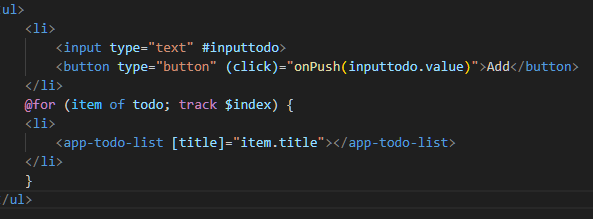 ul>
    <li>
        <input type="text" #inputtodo>
        <button type="button" (click)="onPush(inputtodo.value)">Add</button>
    </li>
    @for (item of todo; track $index) {
    <li>
        <app-todo-list [title]="item.title"></app-todo-list>
    </li>
    }
</ul>